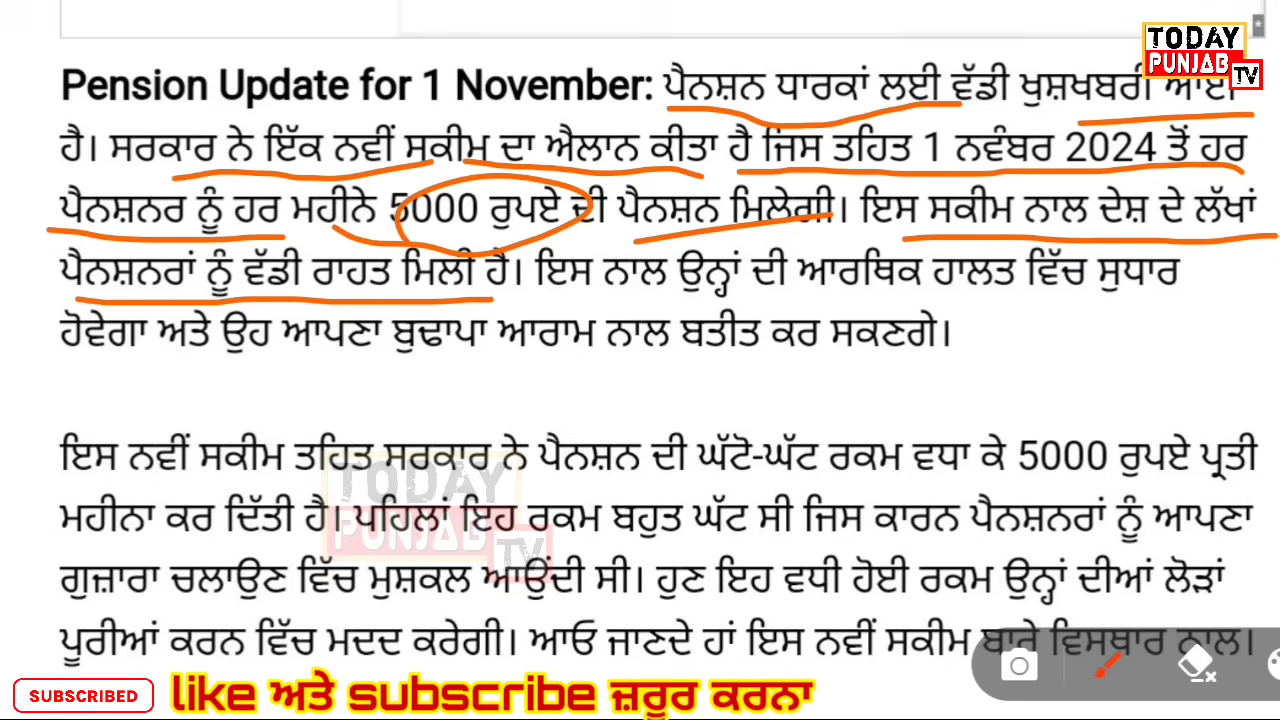 TODAY
PUNJAB
TV
Pension Update for 1 November: ਪੈਨਸ਼ਨ ਧਾਰਕਾਂ ਲਈ ਵੱਡੀ ਖੁਸ਼ਖਬਰੀ ਆਈ
ਹੈ। ਸਰਕਾਰ ਨੇ ਇੱਕ ਨਵੀਂ ਸਕੀਮ ਦਾ ਐਲਾਨ ਕੀਤਾ ਹੈ ਜਿਸ ਤਹਿਤ 1 ਨਵੰਬਰ 2024 ਤੋਂ ਹਰ
ਪੈਨਸ਼ਨਰ ਨੂੰ ਹਰ ਮਹੀਨੇ 5000 ਰੁਪਏ ਦੀ ਪੈਨਸ਼ਨ ਮਿਲੇਗੀ। ਇਸ ਸਕੀਮ ਨਾਲ ਦੇਸ਼ ਦੇ ਲੱਖਾਂ
ਪੈਨਸ਼ਨਰਾਂ ਨੂੰ ਵੱਡੀ ਰਾਹਤ ਮਿਲੀ ਹੈ। ਇਸ ਨਾਲ ਉਨ੍ਹਾਂ ਦੀ ਆਰਥਿਕ ਹਾਲਤ ਵਿੱਚ ਸੁਧਾਰ
ਹੋਵੇਗਾ ਅਤੇ ਉਹ ਆਪਣਾ ਬੁਢਾਪਾ ਆਰਾਮ ਨਾਲ ਬਤੀਤ ਕਰ ਸਕਣਗੇ।
ਇਸ ਨਵੀਂ ਸਕੀਮ ਤਹਿਤ ਸਰਕਾਰ ਨੇ ਪੈਨਸ਼ਨ ਦੀ ਘੱਟੋ-ਘੱਟ ਰਕਮ ਵਧਾ ਕੇ 5000 ਰੁਪਏ ਪ੍ਰਤੀ
ਮਹੀਨਾ ਕਰ ਦਿੱਤੀ ਹੈ। ਪਹਿਲਾਂ ਇਹ ਰਕਮ ਬਹੁਤ ਘੱਟ ਸੀ ਜਿਸ ਕਾਰਨ ਪੈਨਸ਼ਨਰਾਂ ਨੂੰ ਆਪਣਾ
ਗੁਜ਼ਾਰਾ ਚਲਾਉਣ ਵਿੱਚ ਮੁਸ਼ਕਲ ਆਉਂਦੀ ਸੀ। ਹੁਣ ਇਹ ਵਧੀ ਹੋਈ ਰਕਮ ਉਨ੍ਹਾਂ ਦੀਆਂ ਲੋੜਾਂ
ਪੂਰੀਆਂ ਕਰਨ ਵਿੱਚ ਮਦਦ ਕਰੇਗੀ। ਆਓ ਜਾਣਦੇ ਹਾਂ ਇਸ ਨਵੀਂ ਸਕੀਮ ਬਾਰੇ ਵਿਸਥਾਰ ਨਾਲ।
TODAY
PUNJAB
TV
SUBSCRIBED
like ਅਤੇ subscribe ਜ਼ਰੂਰ ਕਰਨਾ